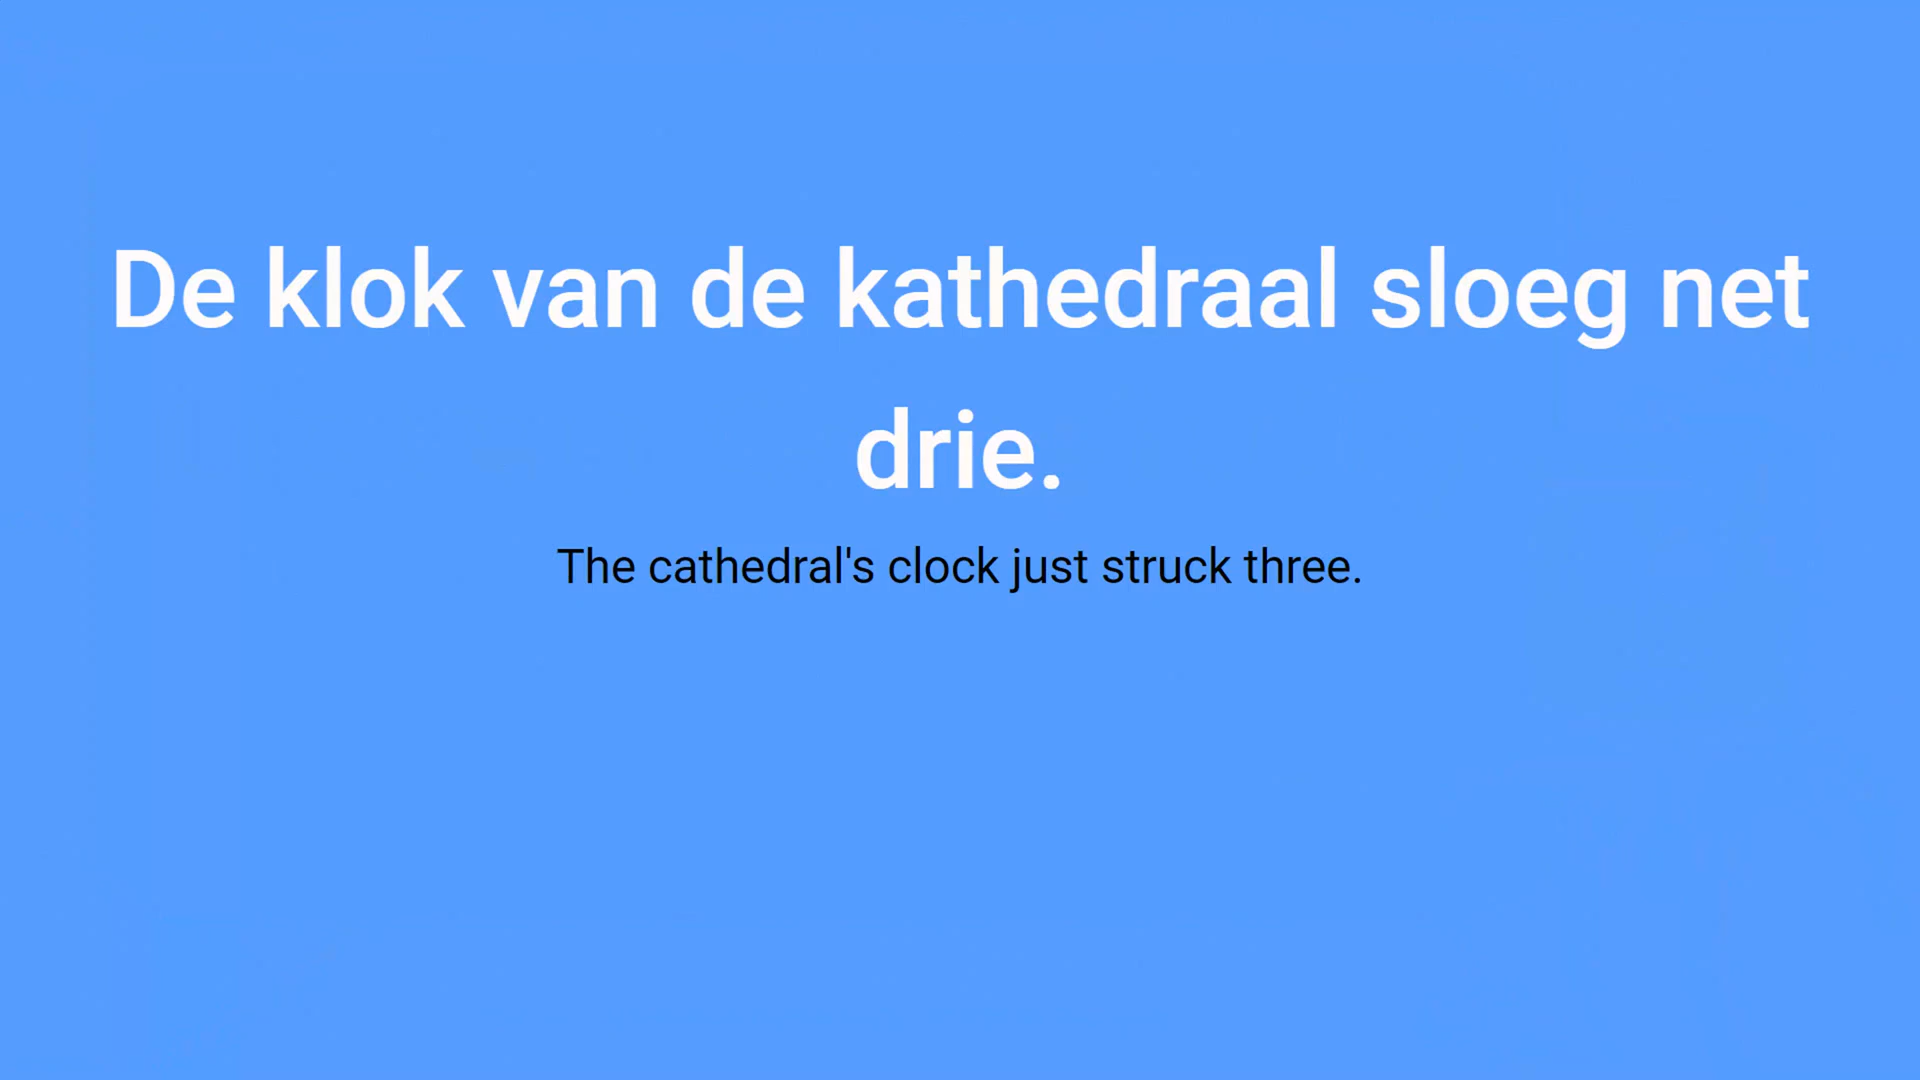 De klok van de kathedraal sloeg net
drie.
The cathedral's clock just struck three.